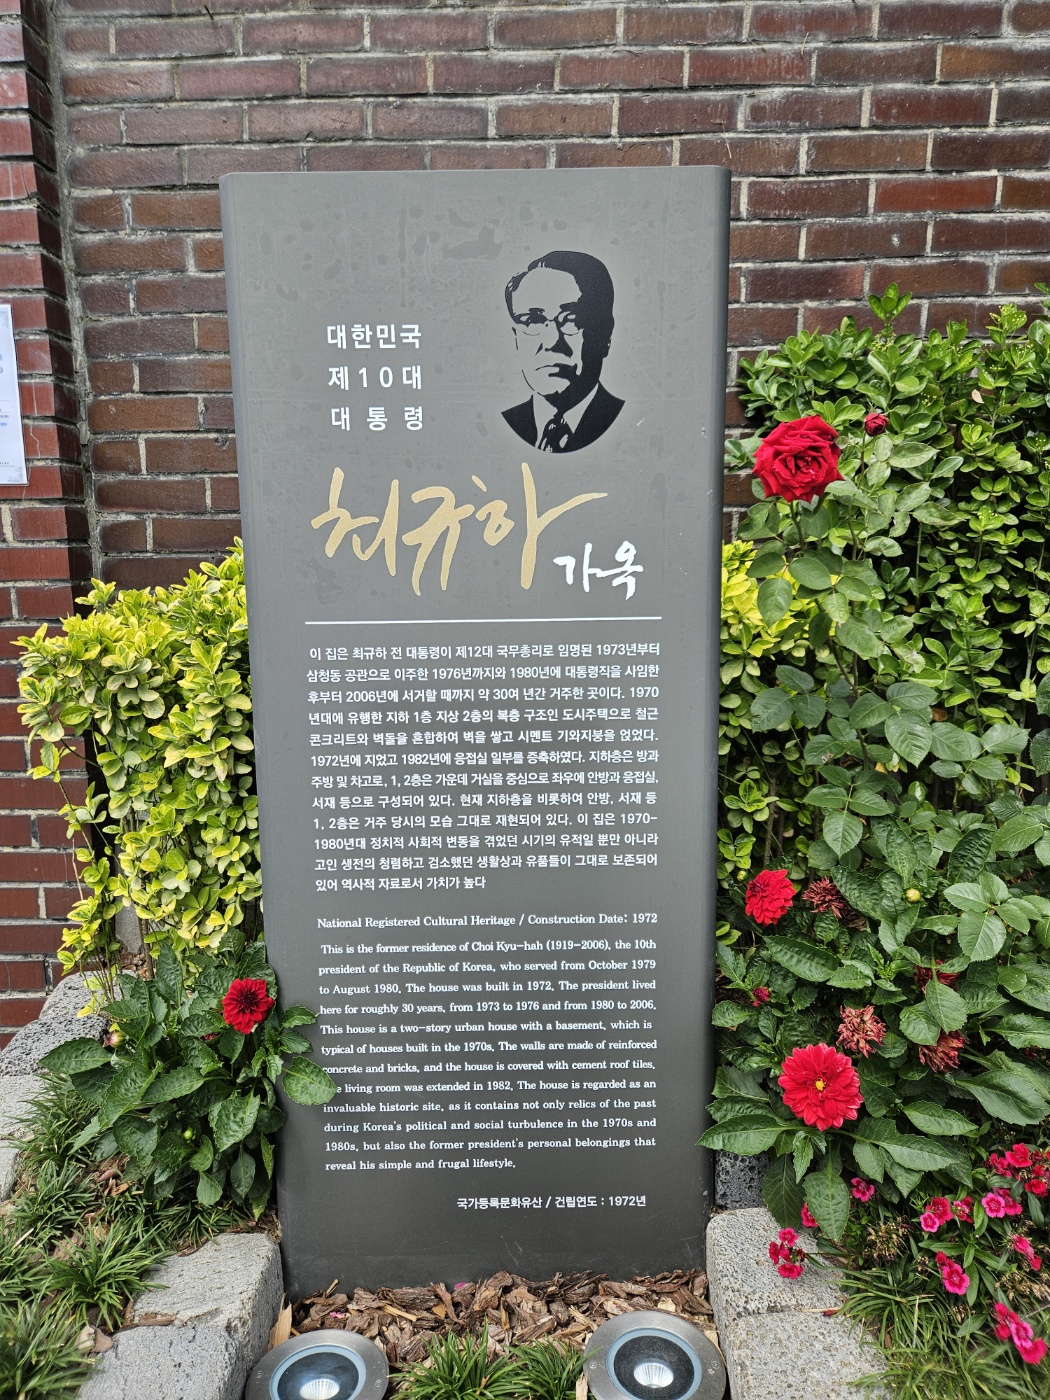 대한민국
제10대
대통령
최규하 가옥
이 집은 최규하 전 대통령이 제12대 국무총리로 임명된 1973년부터
삼청동 공관으로 이주한 1976년까지와 1980년에 대통령직을 사임한
후부터 2006년에 서거할 때까지 약 30여 년간 거주한 곳이다. 1970
년대에 유행한 지하 1층 지상 2층의 복층 구조인 도시주택으로 철근
콘크리트와 벽돌을 혼합하여 벽을 쌓고 시멘트 기와지붕을 얹었다.
1972년에 지었고 1982년에 응접실 일부를 증축하였다. 지하층은 방과
주방 및 차고로, 1, 2층은 가운데 거실을 중심으로 좌우에 안방과 응접실,
서재 등으로 구성되어 있다. 현재 지하층을 비롯하여 안방, 서재 등
1, 2층은 거주 당시의 모습 그대로 재현되어 있다. 이 집은 1970-
1980년대 정치적 사회적 변동을 겪었던 시기의 유적일 뿐만 아니라
고인 생전의 청렴하고 검소했던 생활상과 유품들이 그대로 보존되어
있어 역사적 자료로서 가치가 높다
National Registered Cultural Heritage / Construction Date: 1972
This is the former residence of Choi Kyu-hah (1919-2006), the 10th
president of the Republic of Korea, who served from October 1979
to August 1980. The house was built in 1972. The president lived
here for roughly 30 years, from 1973 to 1976 and from 1980 to 2006.
This house is a two-story urban house with a basement, which is
typical of houses built in the 1970s. The walls are made of reinforced
concrete and bricks, and the house is covered with cement roof tiles.
living room was extended in 1982. The house is regarded as an
invaluable historic site, as it contains not only relics of the past
during Korea's political and social turbulence in the 1970s and
1980s, but also the former president's personal belongings that
reveal his simple and frugal lifestyle.
국가등록문화유산 / 건립연도 : 1972년